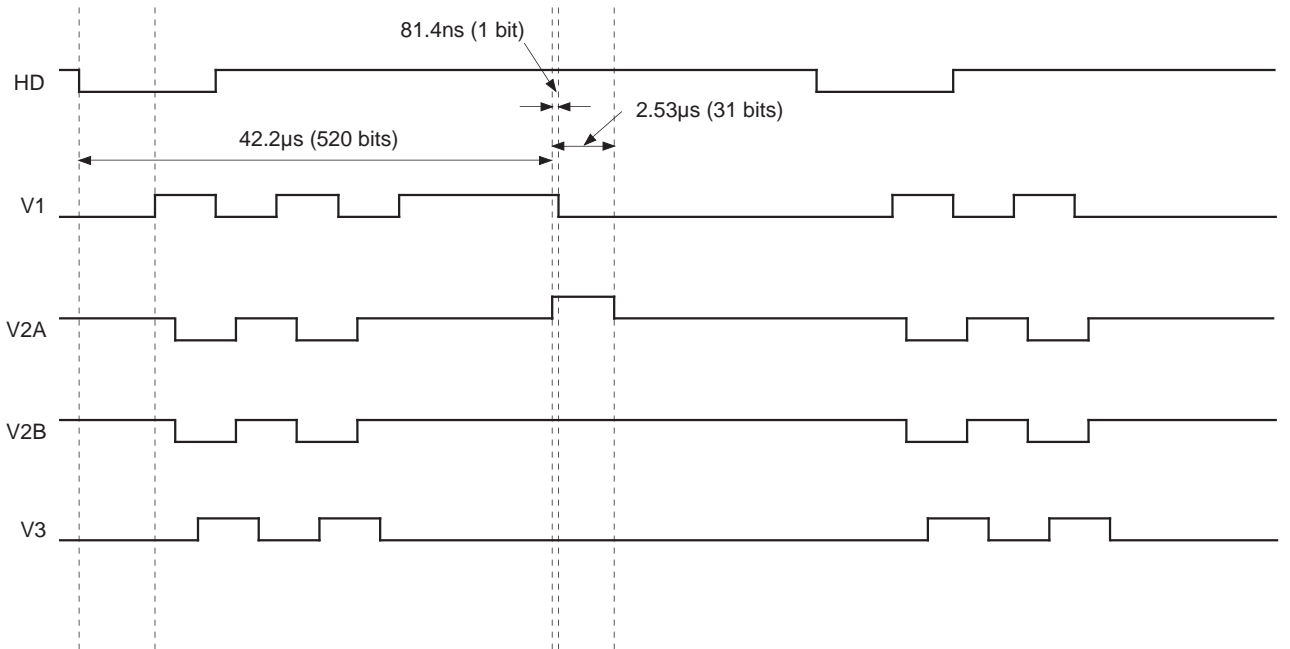 81.4ns (1 bit)
HD
2.53µs (31 bits)
42.2µs (520 bits)
V1
V2A
V2B
V3